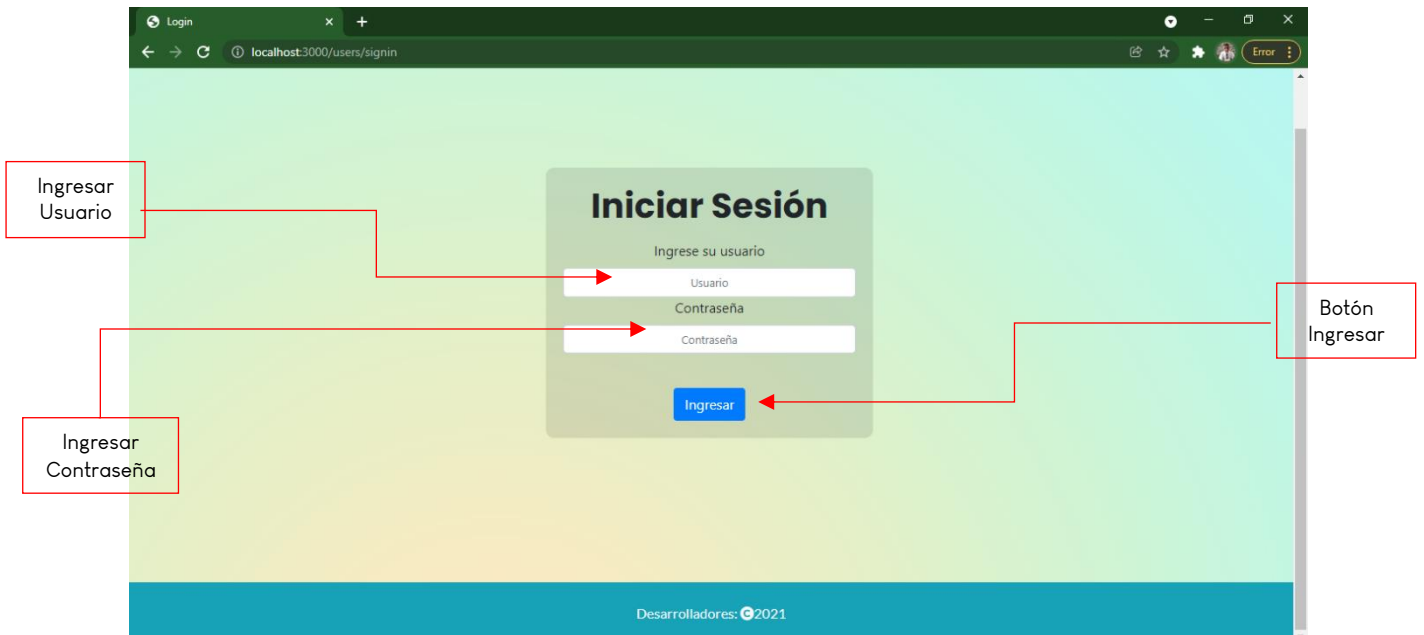 Login
localhost:3000/users/signin
Error
Ingresar
Usuario
Iniciar Sesión
Ingrese su usuario
Usuario
Contraseña
Contraseña
Botón
Ingresar
Ingresar
Ingresar
Contraseña
Desarrolladores: ©2021